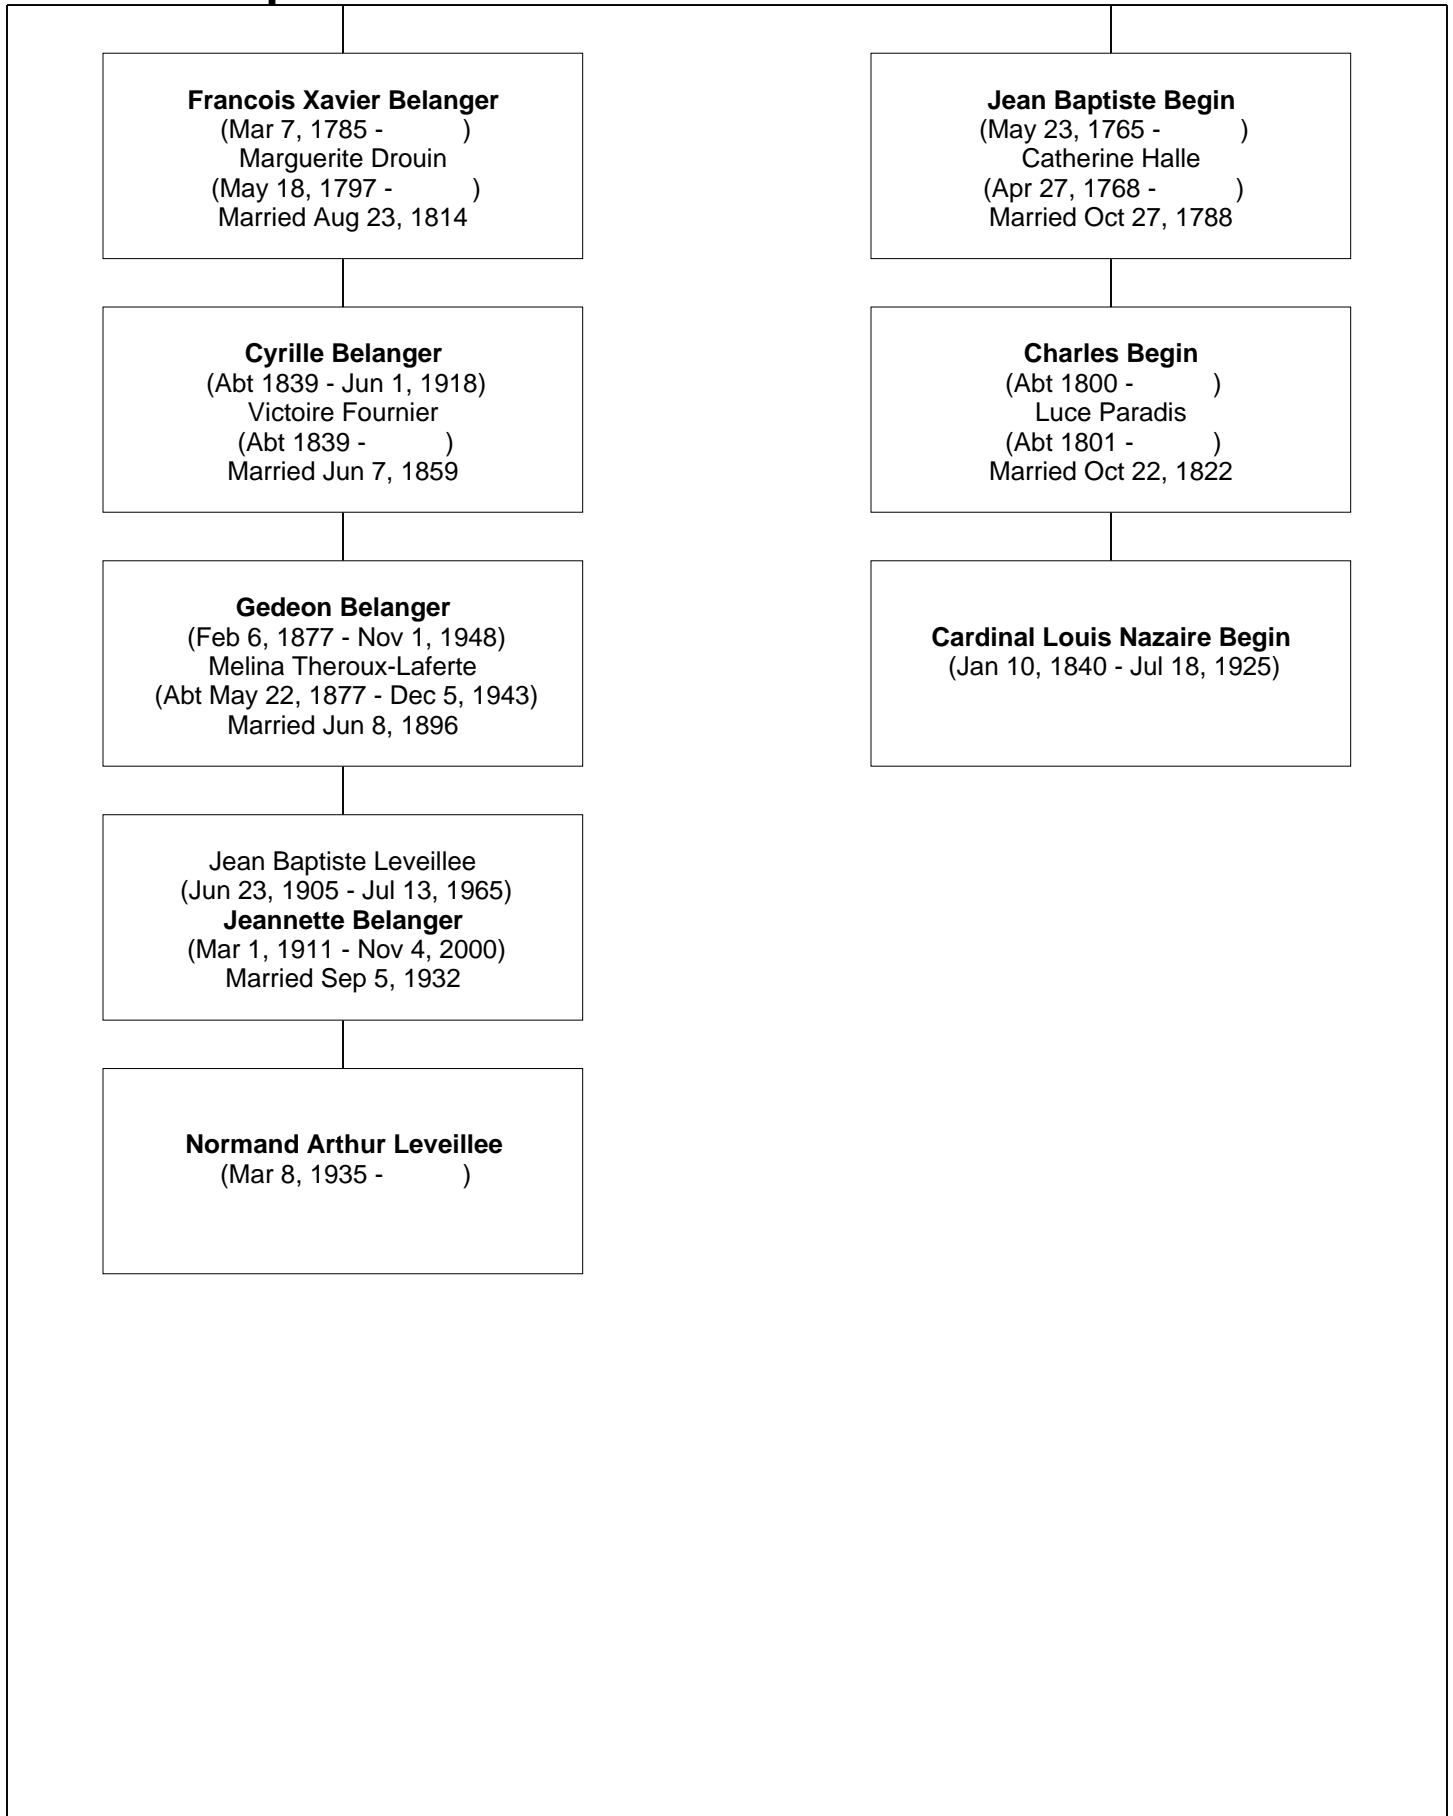 Francois Xavier Belanger
(Mar 7, 1785 - )
Marguerite Drouin
(May 18, 1797 - )
Married Aug 23, 1814
Cyrille Belanger
(Abt 1839 - Jun 1, 1918)
Victoire Fournier
(Abt 1839 - )
Married Jun 7, 1859
Gedeon Belanger
(Feb 6, 1877 - Nov 1, 1948)
Melina Theroux-Laferte
(Abt May 22, 1877 - Dec 5, 1943)
Married Jun 8, 1896
Jean Baptiste Leveillee
(Jun 23, 1905 - Jul 13, 1965)
Jeannette Belanger
(Mar 1, 1911 - Nov 4, 2000)
Married Sep 5, 1932
Normand Arthur Leveillee
(Mar 8, 1935 - )
Jean Baptiste Begin
(May 23, 1765 - )
Catherine Halle
(Apr 27, 1768 - )
Married Oct 27, 1788
Charles Begin
(Abt 1800 - )
Luce Paradis
(Abt 1801 - )
Married Oct 22, 1822
Cardinal Louis Nazaire Begin
(Jan 10, 1840 - Jul 18, 1925)